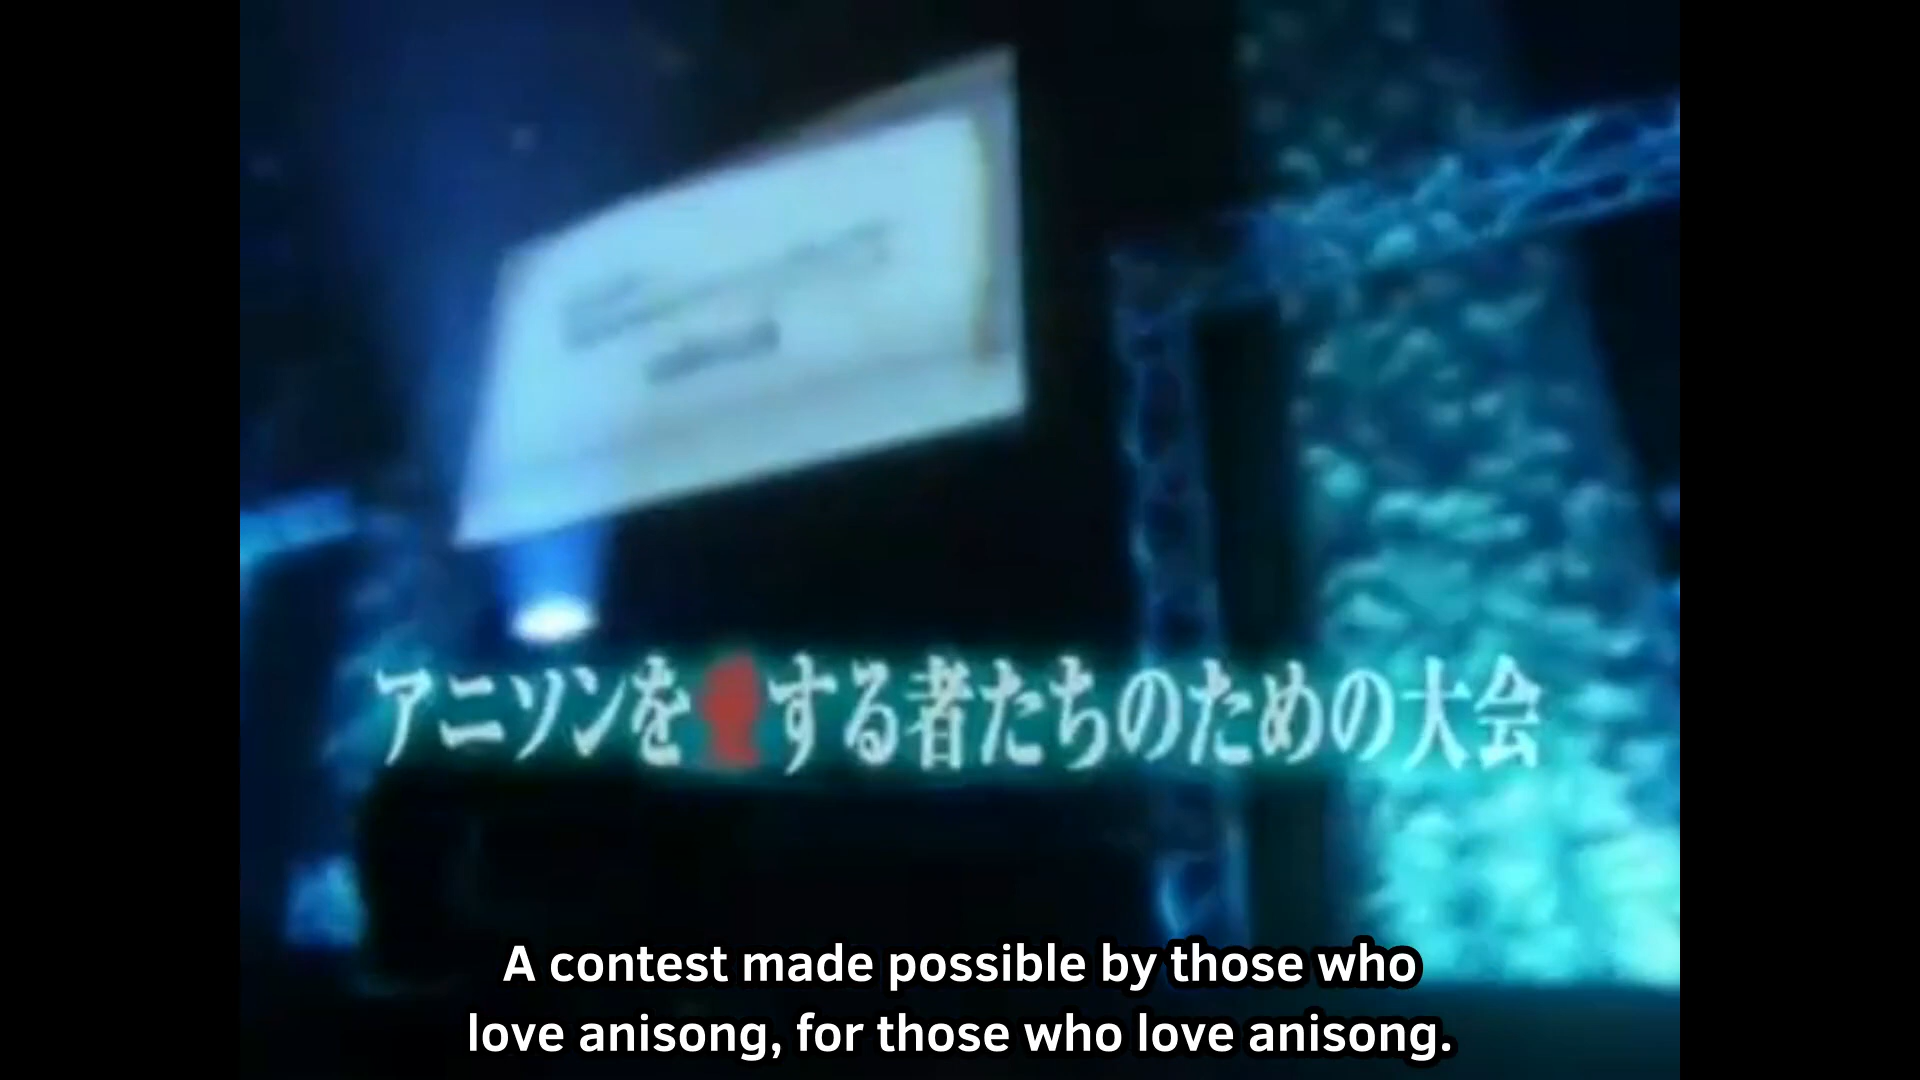 アニソンを愛する者たちのための大会
A contest made possible by those who
love anisong, for those who love anisong.